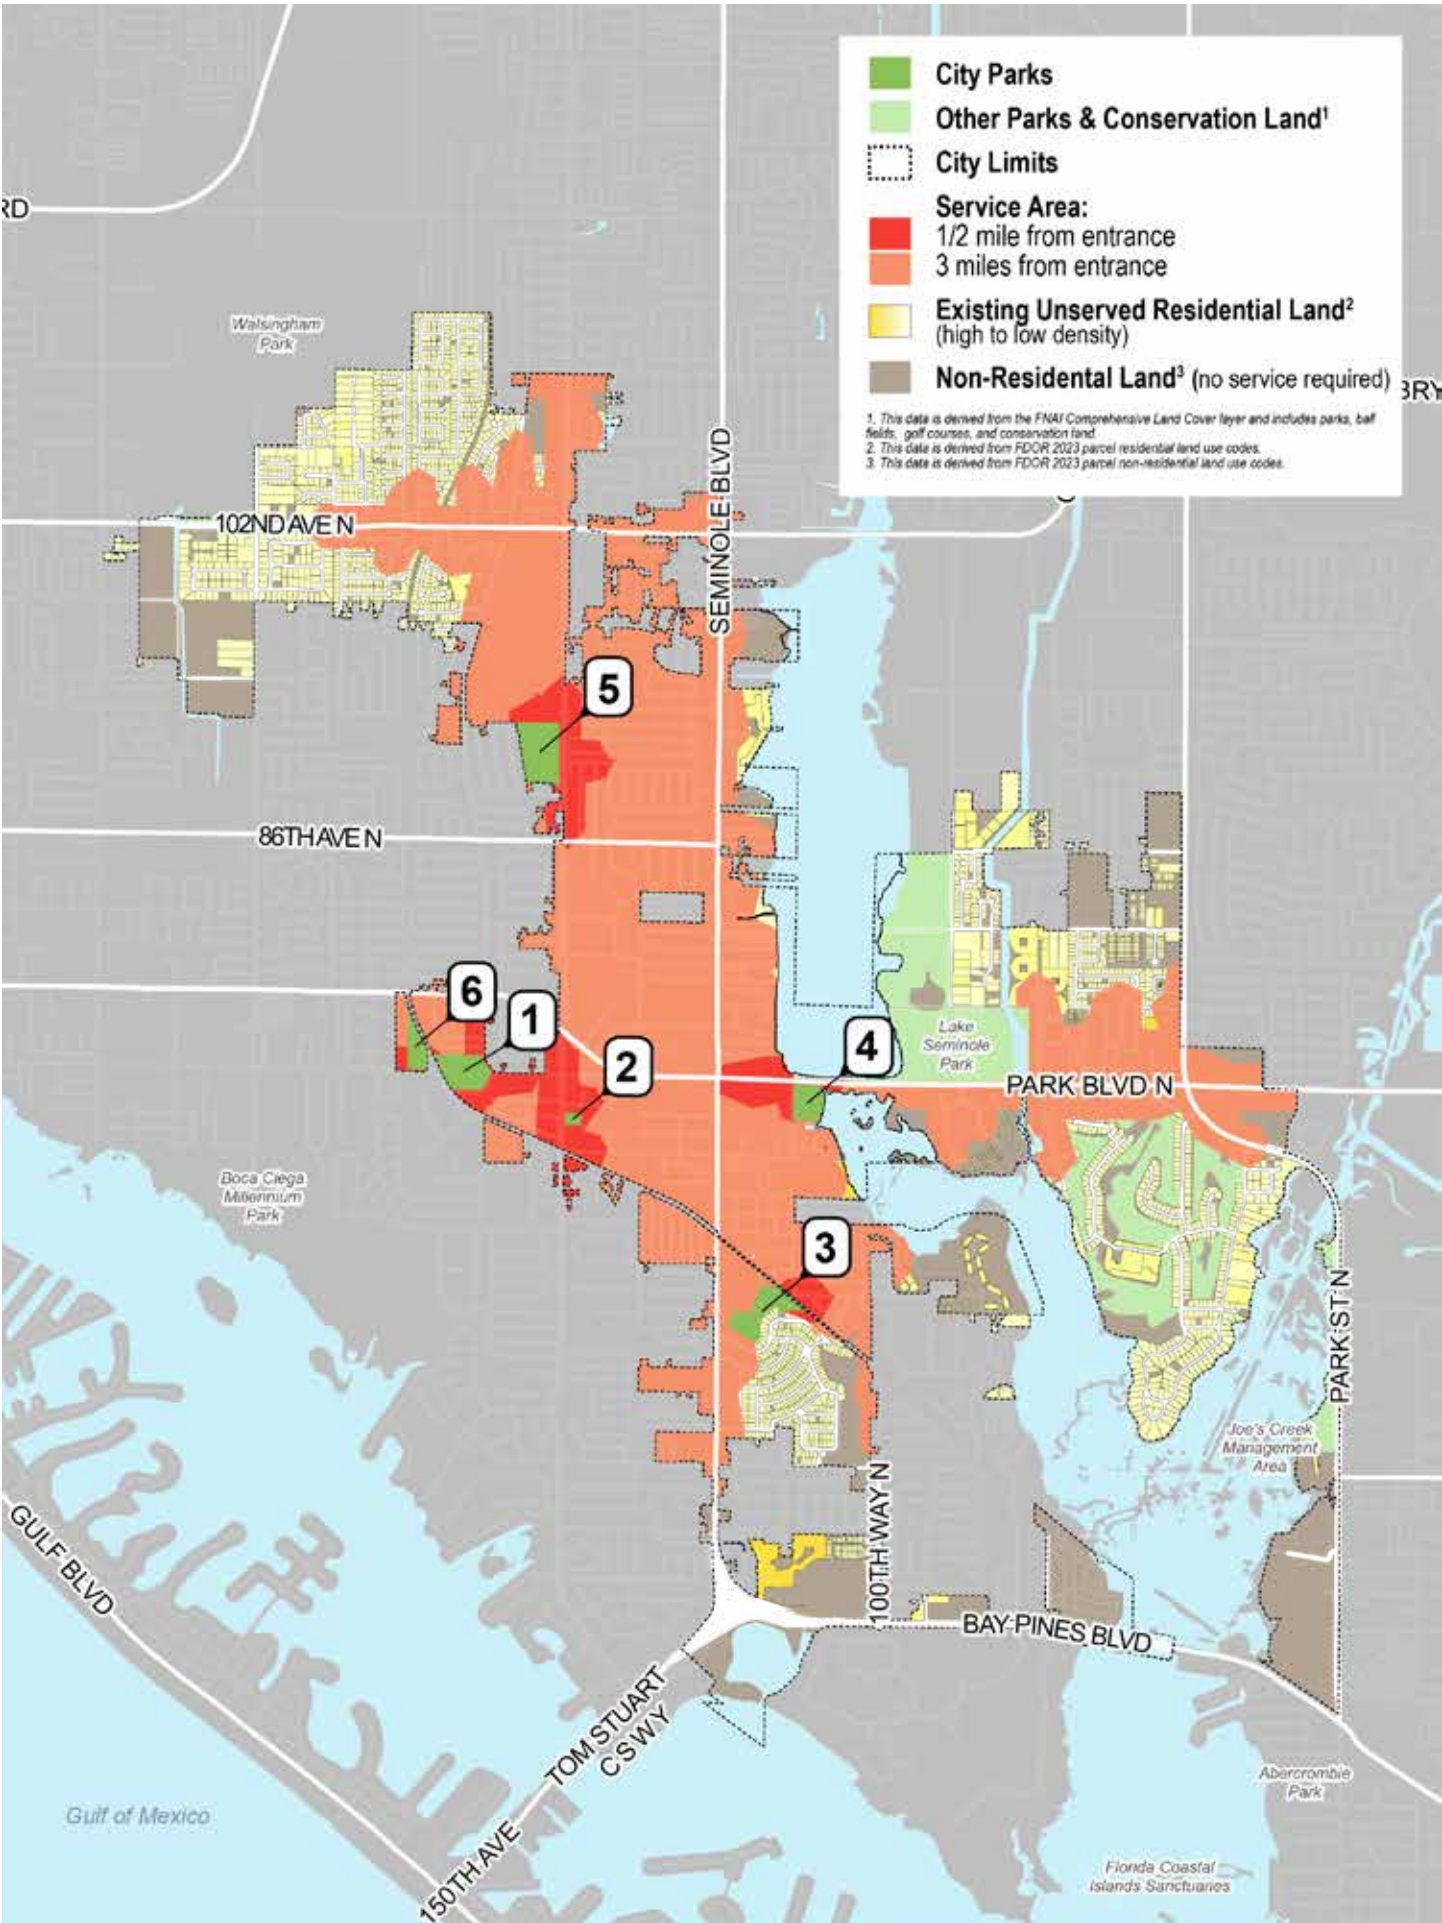 City Parks
Other Parks & Conservation Land¹
City Limits
Service Area:
1/2 mile from entrance
3 miles from entrance
Existing Unserved Residential Land²
(high to low density)
Non-Residental Land³ (no service required)
1. This data is derived from the FNAI Comprehensive Land Cover layer and includes parks, ball
fields, golf courses, and conservation land.
2. This data is derived from FDOR 2023 parcel residential land use codes.
3. This data is derived from FDOR 2023 parcel non-residential land use codes.
RD
BRY
Walsingham
Park
SEMINOLE BLVD
102ND AVE N
5
86TH AVE N
6
1
2
4
Lake
Seminole
Park
PARK BLVD N
Boca Ciega
Millennium
Park
3
PARK ST N
Joe's Creek
Management
Area
100TH WAY N
GULF BLVD
BAY PINES BLVD
TOM STUART
CSWY
150TH AVE
Gulf of Mexico
Abercrombie
Park
Florida Coastal
Islands Sanctuaries